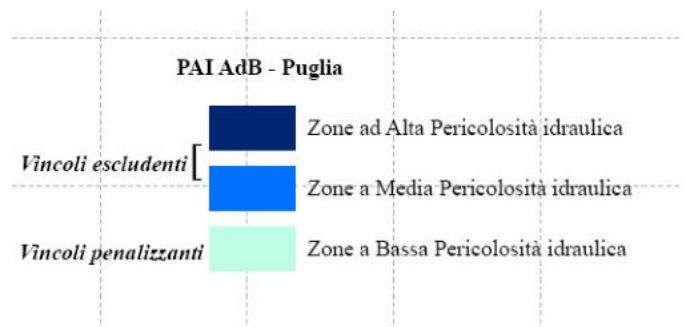 PAI AdB - Puglia
Zone ad Alta Pericolosità idraulica
Vincoli escludenti
Zone a Media Pericolosità idraulica
Vincoli penalizzanti
Zone a Bassa Pericolosità idraulica